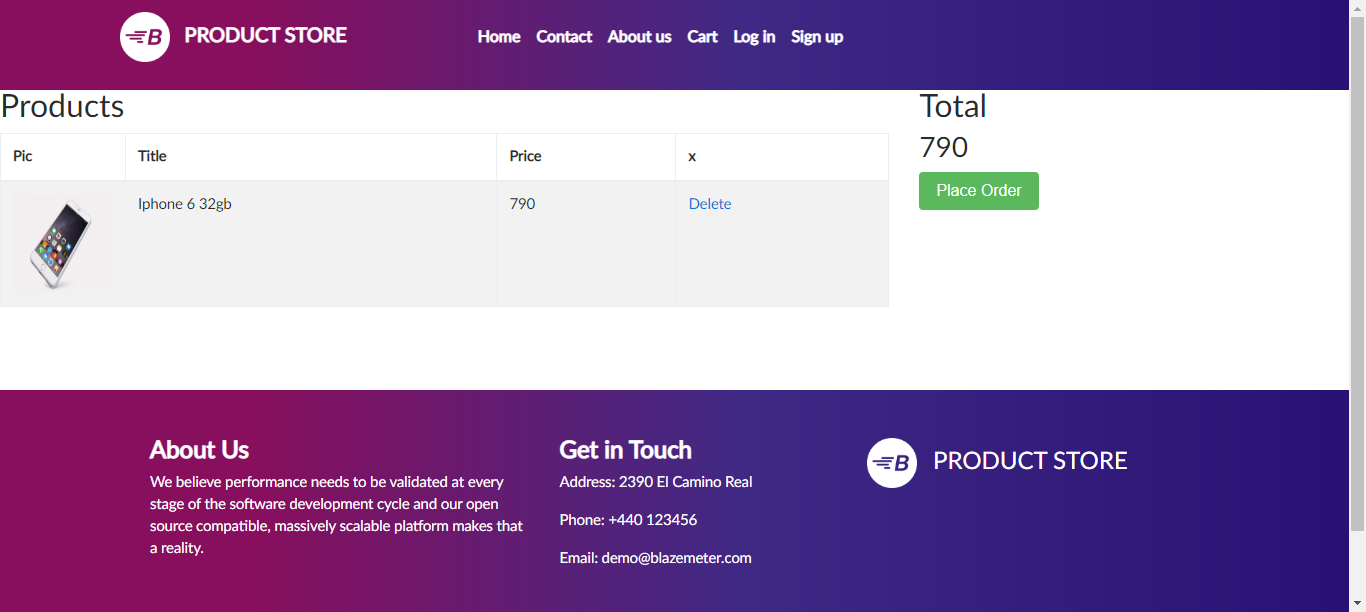 B PRODUCT STORE
Home Contact About us Cart Log in Sign up
Products
Total
790
Place Order
Pic Title Price x
Iphone 6 32gb 790 Delete
About Us
We believe performance needs to be validated at every
stage of the software development cycle and our open
source compatible, massively scalable platform makes that
a reality.
Get in Touch
Address: 2390 El Camino Real
Phone: +440 123456
Email: demo@blazemeter.com
B PRODUCT STORE